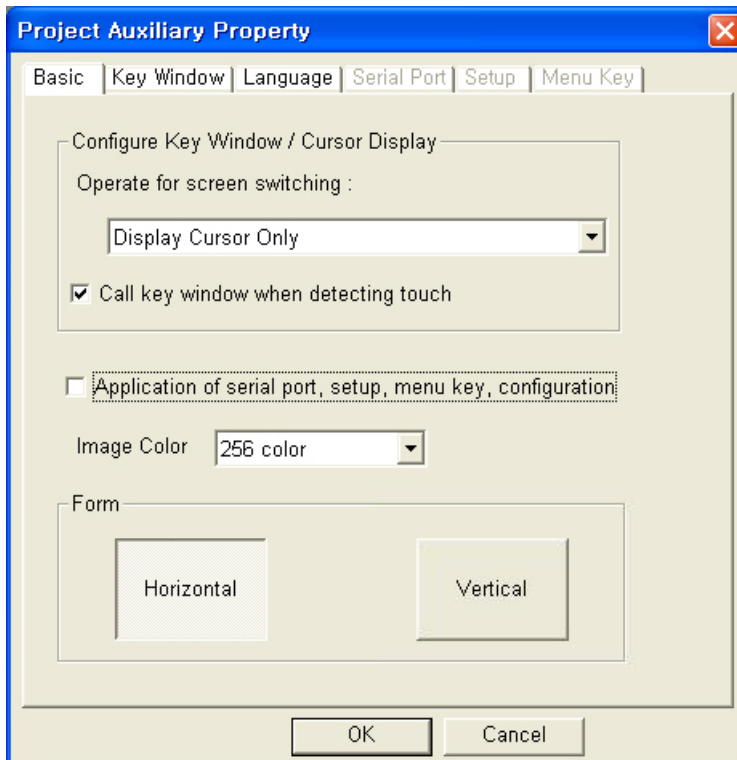 Project Auxiliary Property
Basic Key Window Language Serial Port Setup Menu Key
Configure Key Window / Cursor Display
Operate for screen switching :
Display Cursor Only
Call key window when detecting touch
Application of serial port, setup, menu key, configuration
Image Color 256 color
Form
Horizontal Vertical
OK Cancel